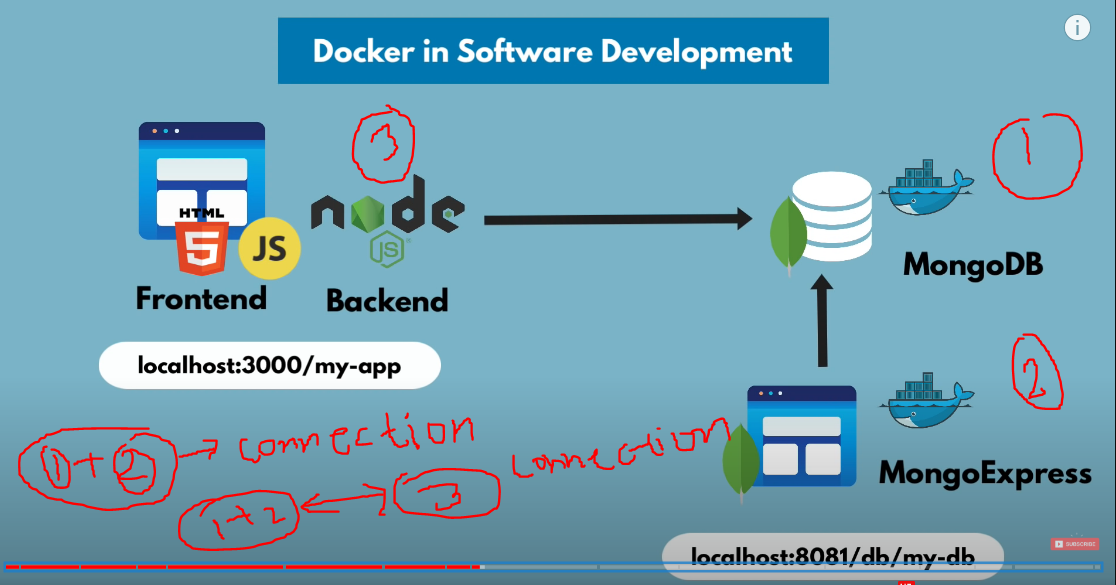 Docker in Software Development
i
3
1
HTML
5
JS
node
JS
Frontend
Backend
MongoDB
localhost:3000/my-app
2
1+2 → connection
connection
1+2 ↔ 3
MongoExpress
localhost:8081/db/my-db
SUBSCRIBE